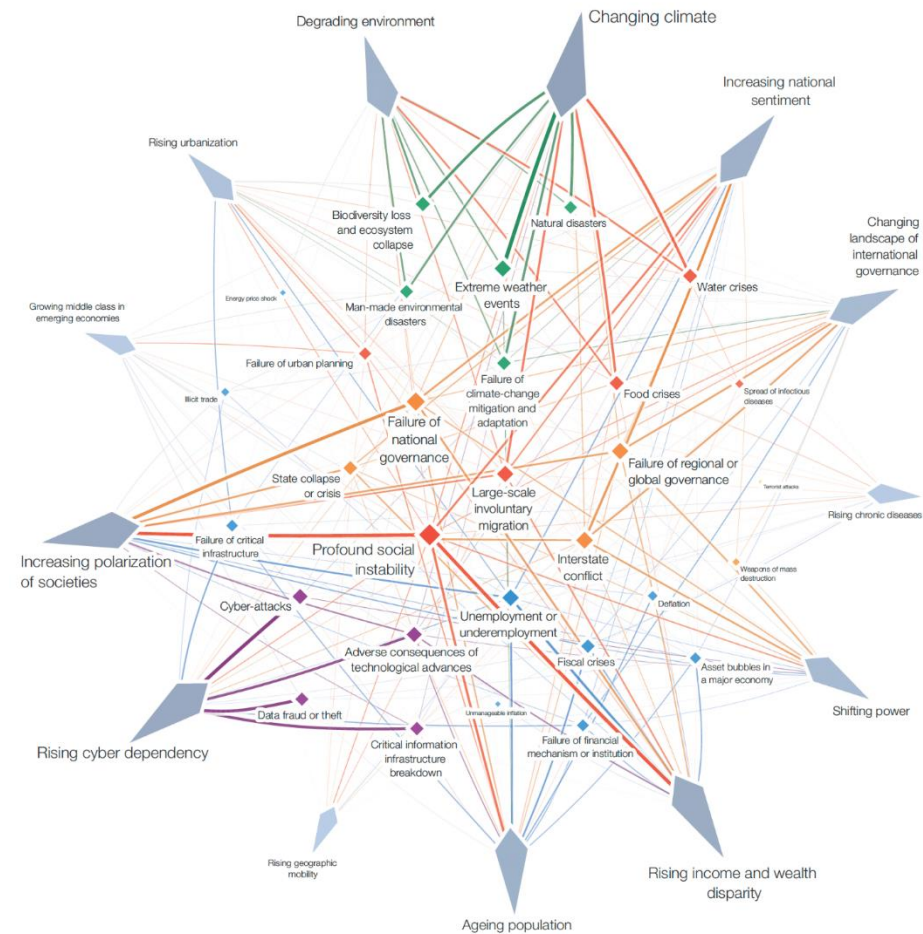 Degrading environment
Changing climate
Increasing national
sentiment
Rising urbanization
Biodiversity loss
and ecosystem
collapse
Natural disasters
Changing
landscape of
international
governance
Energy price shock
Extreme weather
events
Water crises
Growing middle class in
emerging economies
Man-made environmental
disasters
Failure of urban planning
Illicit trade
Failure of
climate-change
mitigation and
adaptation
Food crises
Spread of infectious
diseases
Failure of
national
governance
State collapse
or crisis
Large-scale
involuntary
migration
Failure of regional or
global governance
Terrorist attacks
Rising chronic diseases
Increasing polarization
of societies
Failure of critical
infrastructure
Profound social
instability
Interstate
conflict
Weapons of mass
destruction
Cyber-attacks
Unemployment or
underemployment
Deflation
Adverse consequences of
technological advances
Fiscal crises
Asset bubbles in
a major economy
Shifting power
Data fraud or theft
Unmanageable inflation
Rising cyber dependency
Critical information
infrastructure
breakdown
Failure of financial
mechanism or institution
Rising geographic
mobility
Ageing population
Rising income and wealth
disparity